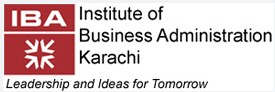 IBA
Institute of
Business Administration
Karachi
Leadership and Ideas for Tomorrow